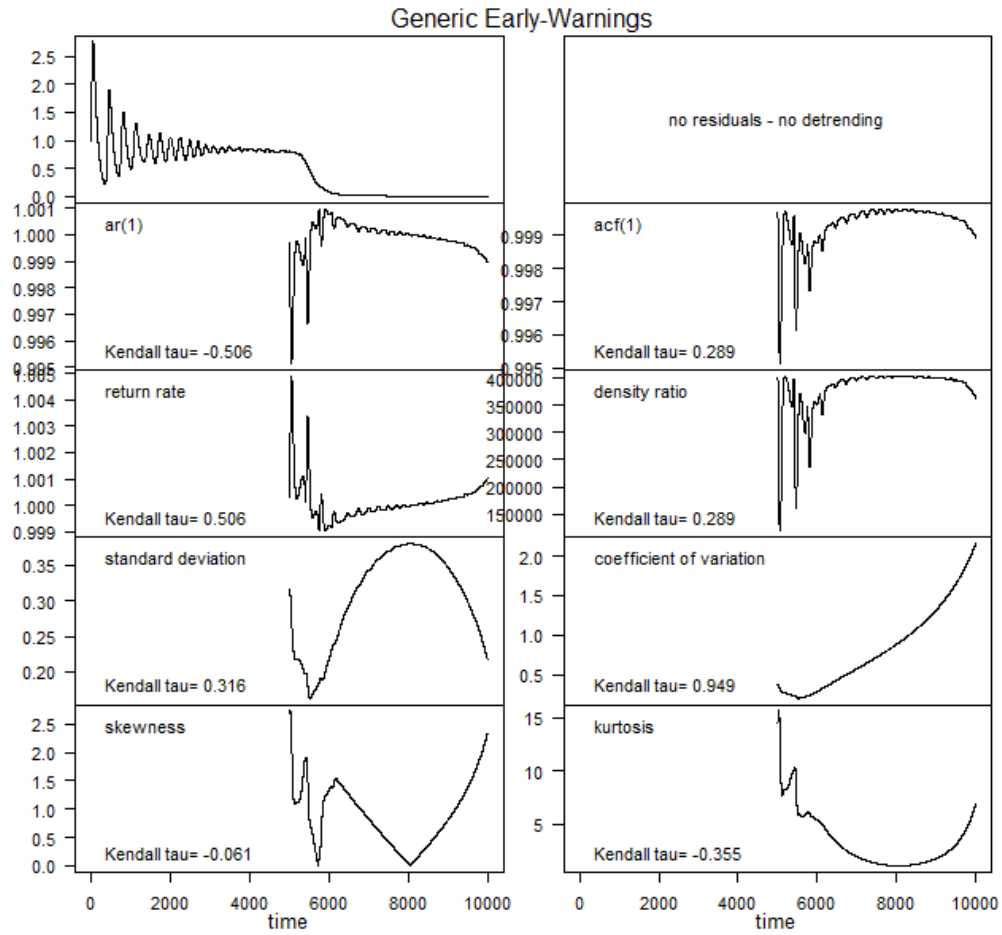 Generic Early-Warnings
2.5
2.0
1.5
1.0
0.5
0.0
no residuals - no detrending
1.001
1.000
0.999
0.998
0.997
0.996
0.995
ar(1)
Kendall tau= -0.506
0.999
0.998
0.997
0.996
0.995
acf(1)
Kendall tau= 0.289
1.005
1.004
1.003
1.002
1.001
1.000
0.999
return rate
Kendall tau= 0.506
400000
350000
300000
250000
200000
150000
density ratio
Kendall tau= 0.289
0.35
0.30
0.25
0.20
standard deviation
Kendall tau= 0.316
2.0
1.5
1.0
0.5
coefficient of variation
Kendall tau= 0.949
2.5
2.0
1.5
1.0
0.5
0.0
skewness
Kendall tau= -0.061
15
10
5
kurtosis
Kendall tau= -0.355
0 2000 4000 6000 8000 10000
time
0 2000 4000 6000 8000 10000
time